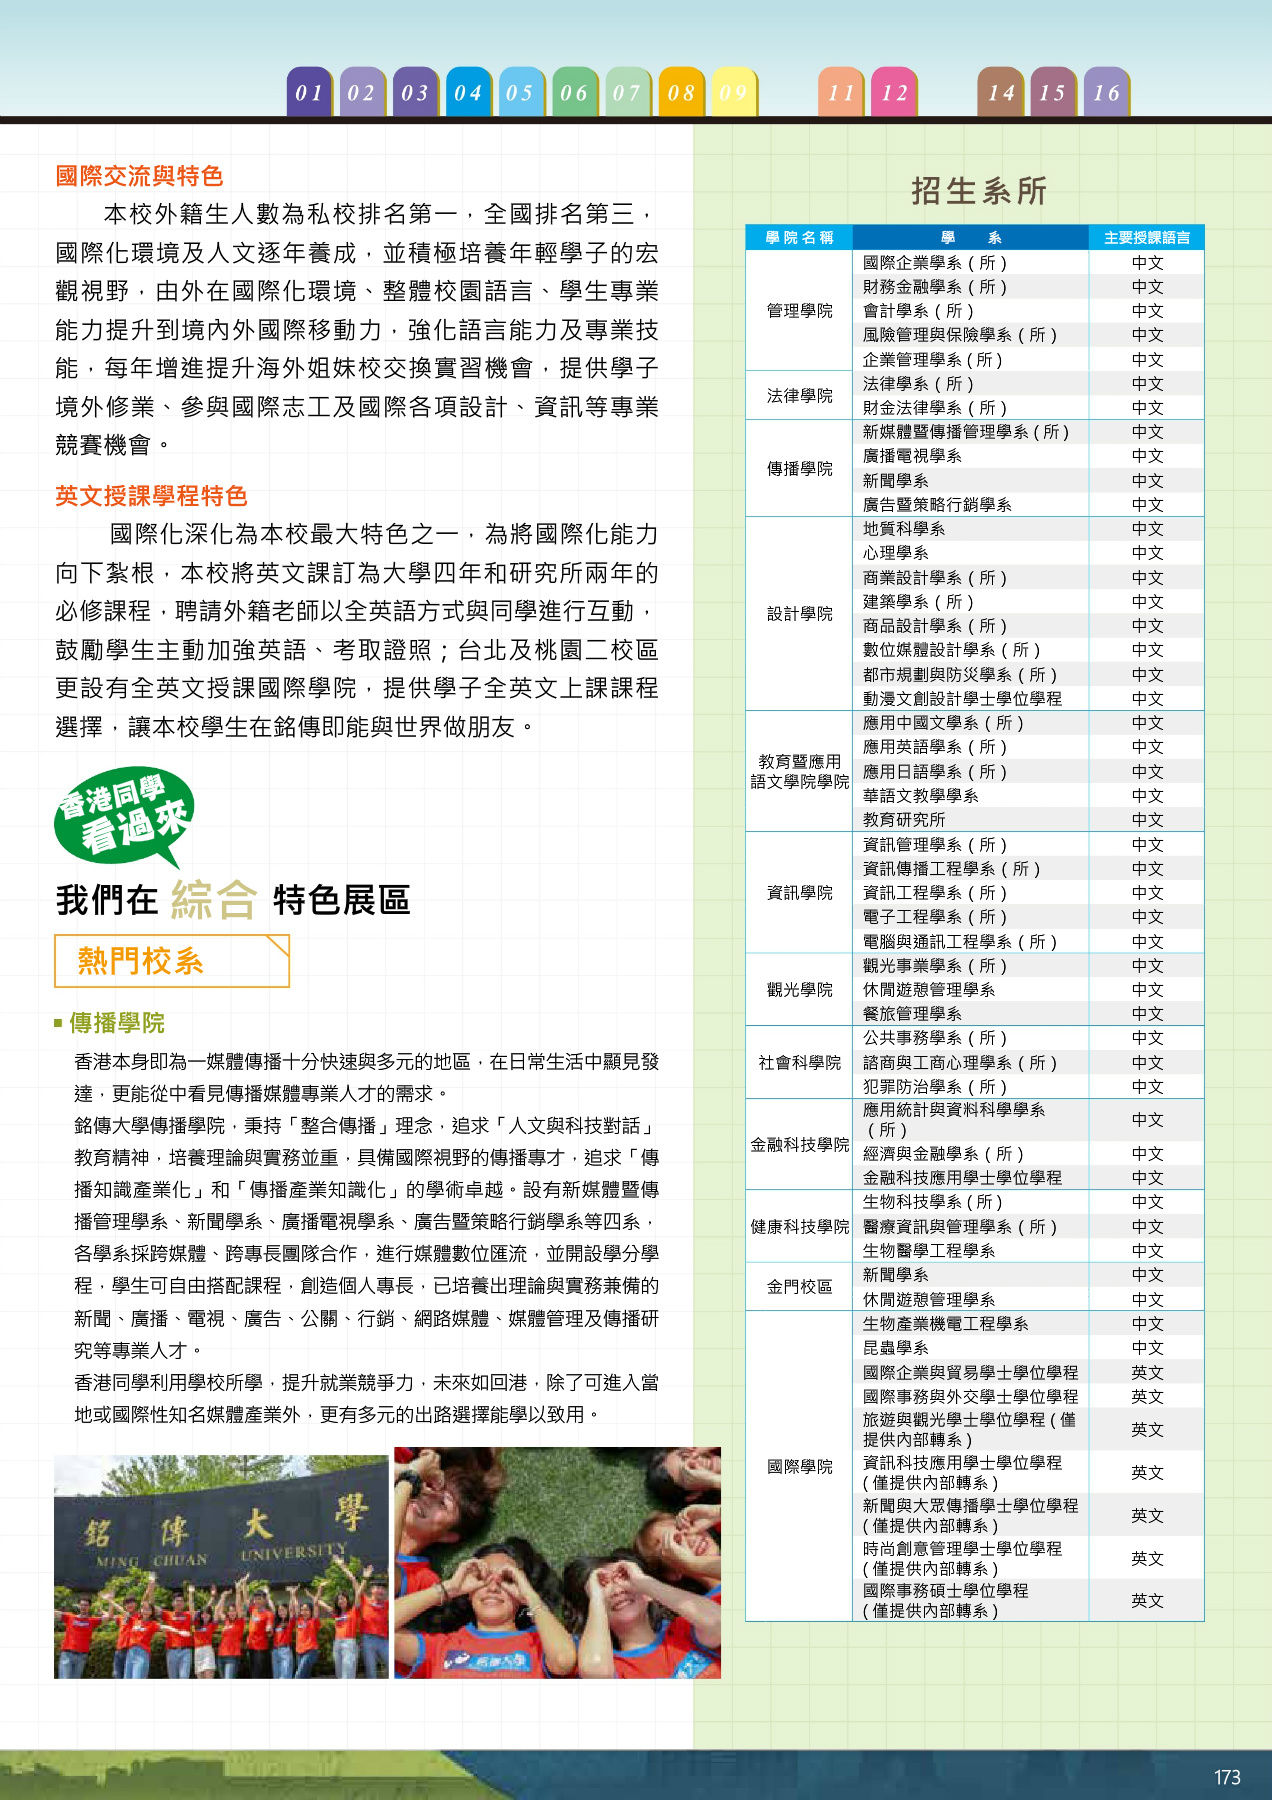 01 02 03 04 05 06 07 08 09 11 12 14 15 16
國際交流與特色
本校外籍生人數為私校排名第一，全國排名第三，
國際化環境及人文逐年養成，並積極培養年輕學子的宏
觀視野，由外在國際化環境、整體校園語言、學生專業
能力提升到境內外國際移動力，強化語言能力及專業技
能，每年增進提升海外姐妹校交換實習機會，提供學子
境外修業、參與國際志工及國際各項設計、資訊等專業
競賽機會。
英文授課學程特色
國際化深化為本校最大特色之一，為將國際化能力
向下紮根，本校將英文課訂為大學四年和研究所兩年的
必修課程，聘請外籍老師以全英語方式與同學進行互動，
鼓勵學生主動加強英語、考取證照；台北及桃園二校區
更設有全英文授課國際學院，提供學子全英文上課課程
選擇，讓本校學生在銘傳即能與世界做朋友。
香港同學
看過來
我們在 綜合 特色展區
熱門校系
傳播學院
香港本身即為一媒體傳播十分快速與多元的地區，在日常生活中顯見發
達，更能從中看見傳播媒體專業人才的需求。
銘傳大學傳播學院，秉持「整合傳播」理念，追求「人文與科技對話」
教育精神，培養理論與實務並重，具備國際視野的傳播專才，追求「傳
播知識產業化」和「傳播產業知識化」的學術卓越。設有新媒體暨傳
播管理學系、新聞學系、廣播電視學系、廣告暨策略行銷學系等四系，
各學系採跨媒體、跨專長團隊合作，進行媒體數位匯流，並開設學分學
程，學生可自由搭配課程，創造個人專長，已培養出理論與實務兼備的
新聞、廣播、電視、廣告、公關、行銷、網路媒體、媒體管理及傳播研
究等專業人才。
香港同學利用學校所學，提升就業競爭力，未來如回港，除了可進入當
地或國際性知名媒體產業外，更有多元的出路選擇能學以致用。
銘傳大學
MING CHUAN UNIVERSITY
銘傳大學
招生系所
學院名稱 學 系 主要授課語言
管理學院
國際企業學系（所） 中文
財務金融學系（所） 中文
會計學系（所） 中文
風險管理與保險學系（所） 中文
企業管理學系（所） 中文
法律學院
法律學系（所） 中文
財金法律學系（所） 中文
傳播學院
新媒體暨傳播管理學系（所） 中文
廣播電視學系 中文
新聞學系 中文
廣告暨策略行銷學系 中文
設計學院
地質科學系 中文
心理學系 中文
商業設計學系（所） 中文
建築學系（所） 中文
商品設計學系（所） 中文
數位媒體設計學系（所） 中文
都市規劃與防災學系（所） 中文
動漫文創設計學士學位學程 中文
教育暨應用
語文學院學院
應用中國文學系（所） 中文
應用英語學系（所） 中文
應用日語學系（所） 中文
華語文教學學系 中文
教育研究所 中文
資訊學院
資訊管理學系（所） 中文
資訊傳播工程學系（所） 中文
資訊工程學系（所） 中文
電子工程學系（所） 中文
電腦與通訊工程學系（所） 中文
觀光學院
觀光事業學系（所） 中文
休閒遊憩管理學系 中文
餐旅管理學系 中文
社會科學院
公共事務學系（所） 中文
諮商與工商心理學系（所） 中文
犯罪防治學系（所） 中文
金融科技學院
應用統計與資料科學學系
（所） 中文
經濟與金融學系（所） 中文
金融科技應用學士學位學程 中文
健康科技學院
生物科技學系（所） 中文
醫療資訊與管理學系（所） 中文
生物醫學工程學系 中文
金門校區
新聞學系 中文
休閒遊憩管理學系 中文
國際學院
生物產業機電工程學系 中文
昆蟲學系 中文
國際企業與貿易學士學位學程 英文
國際事務與外交學士學位學程 英文
旅遊與觀光學士學位學程（僅
提供內部轉系） 英文
資訊科技應用學士學位學程
（僅提供內部轉系） 英文
新聞與大眾傳播學士學位學程
（僅提供內部轉系） 英文
時尚創意管理學士學位學程
（僅提供內部轉系） 英文
國際事務碩士學位學程
（僅提供內部轉系） 英文
173